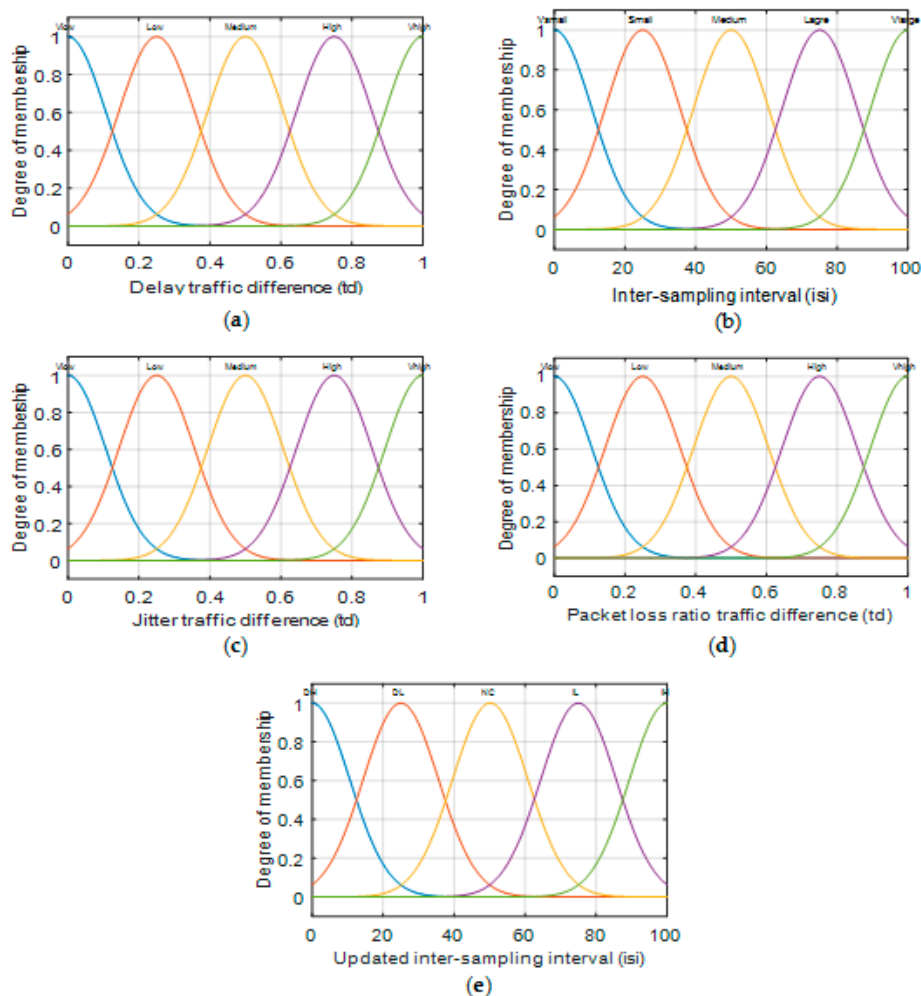 Vlow Low Medium High Vhigh
1
0.8
0.6
0.4
0.2
0
Degree of membership
0 0.2 0.4 0.6 0.8 1
Delay traffic difference (td)
(a)
Vsmall Small Medium Lagre Vlarge
1
0.8
0.6
0.4
0.2
0
Degree of membership
0 20 40 60 80 100
Inter-sampling interval (isi)
(b)
Vlow Low Medium High Vhigh
1
0.8
0.6
0.4
0.2
0
Degree of membership
0 0.2 0.4 0.6 0.8 1
Jitter traffic difference (td)
(c)
Vlow Low Medium High Vhigh
1
0.8
0.6
0.4
0.2
0
Degree of membership
0 0.2 0.4 0.6 0.8 1
Packet loss ratio traffic difference (td)
(d)
DL NC IL
1
0.8
0.6
0.4
0.2
0
Degree of membership
0 20 40 60 80 100
Updated inter-sampling interval (isi)
(e)